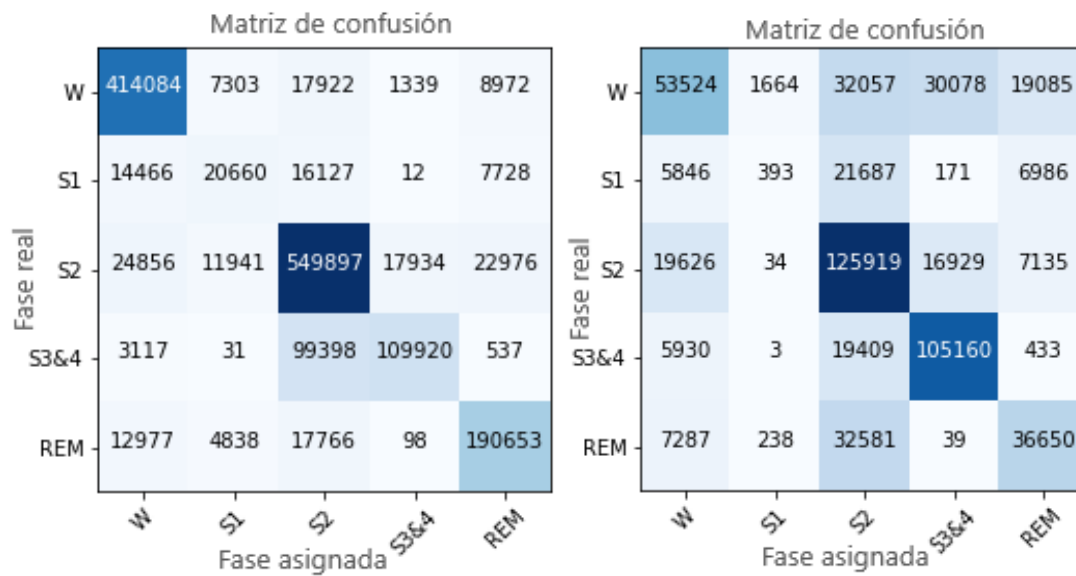 Matriz de confusión
Fase real
W 414084 7303 17922 1339 8972
S1 14466 20660 16127 12 7728
S2 24856 11941 549897 17934 22976
S3&4 3117 31 99398 109920 537
REM 12977 4838 17766 98 190653
W S1 S2 S3&4 REM
Fase asignada
Matriz de confusión
Fase real
W 53524 1664 32057 30078 19085
S1 5846 393 21687 171 6986
S2 19626 34 125919 16929 7135
S3&4 5930 3 19409 105160 433
REM 7287 238 32581 39 36650
W S1 S2 S3&4 REM
Fase asignada